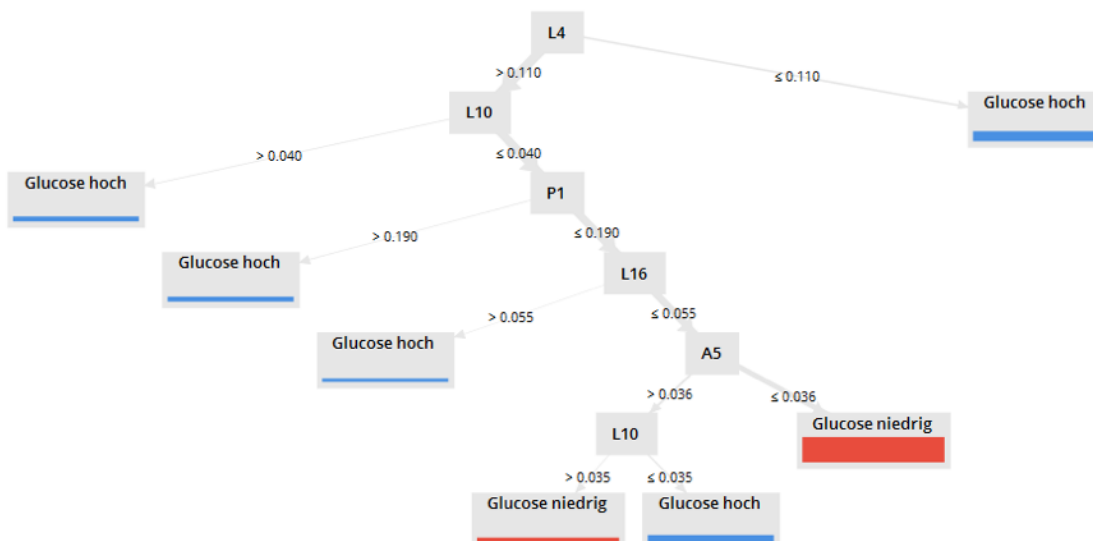 L4
> 0.110
≤ 0.110
L10
Glucose hoch
> 0.040
≤ 0.040
Glucose hoch
P1
> 0.190
≤ 0.190
Glucose hoch
L16
> 0.055
≤ 0.055
Glucose hoch
A5
> 0.036
≤ 0.036
L10
Glucose niedrig
> 0.035
≤ 0.035
Glucose niedrig
Glucose hoch